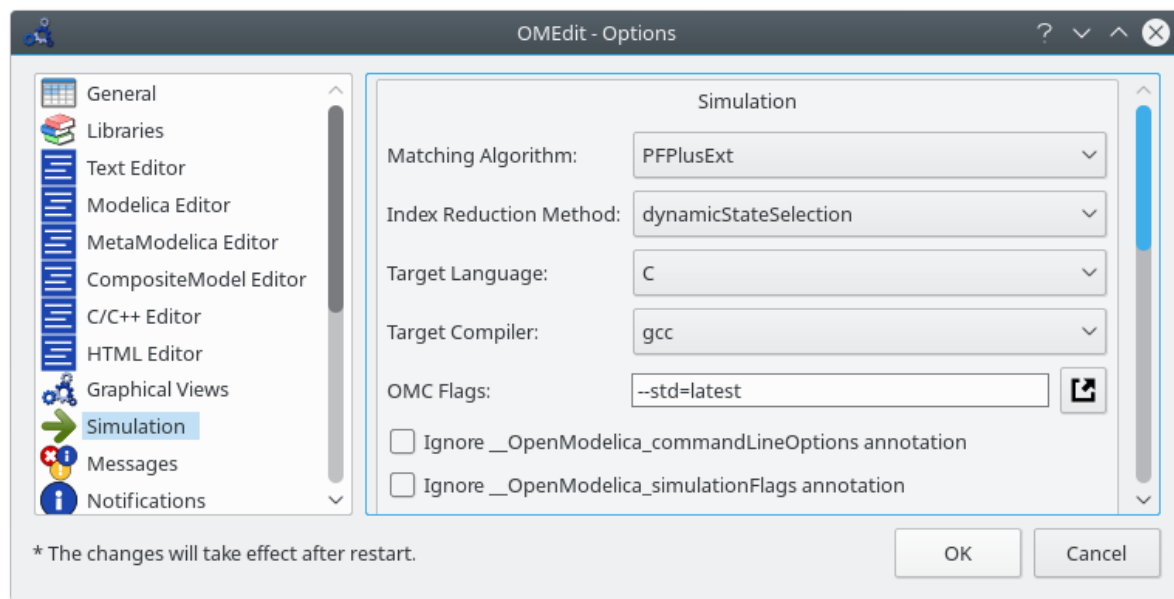 OMEdit - Options
General
Libraries
Text Editor
Modelica Editor
MetaModelica Editor
CompositeModel Editor
C/C++ Editor
HTML Editor
Graphical Views
Simulation
Messages
Notifications
Simulation
Matching Algorithm: PFPlusExt
Index Reduction Method: dynamicStateSelection
Target Language: C
Target Compiler: gcc
OMC Flags: --std=latest
Ignore __OpenModelica_commandLineOptions annotation
Ignore __OpenModelica_simulationFlags annotation
* The changes will take effect after restart.
OK Cancel